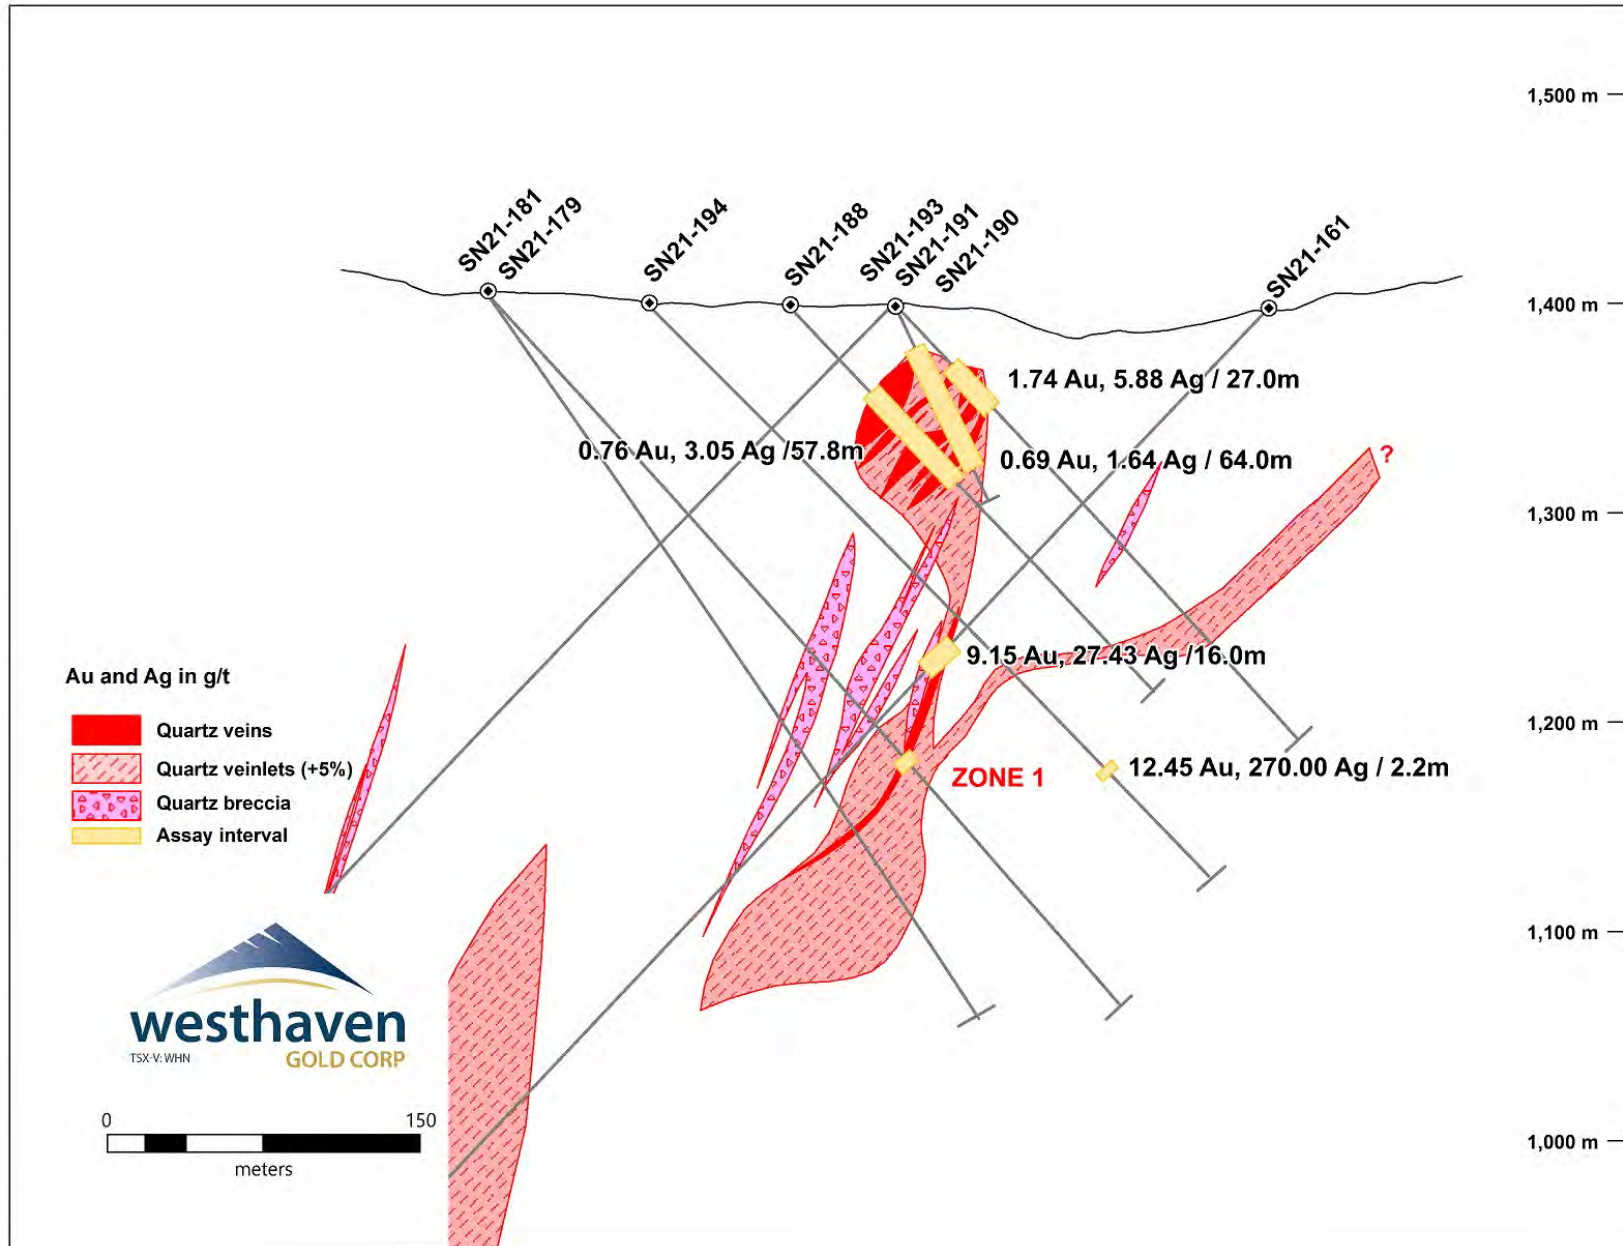 1,500 m
SN21-181
SN21-179
SN21-194
SN21-188
SN21-193
SN21-191
SN21-190
SN21-161
1,400 m
1.74 Au, 5.88 Ag / 27.0m
0.76 Au, 3.05 Ag /57.8m
0.69 Au, 1.64 Ag / 64.0m
?
1,300 m
9.15 Au, 27.43 Ag /16.0m
Au and Ag in g/t
Quartz veins
Quartz veinlets (+5%)
Quartz breccia
Assay interval
1,200 m
ZONE 1
12.45 Au, 270.00 Ag / 2.2m
1,100 m
westhaven
TSX-V: WHN
GOLD CORP
0 150
meters
1,000 m